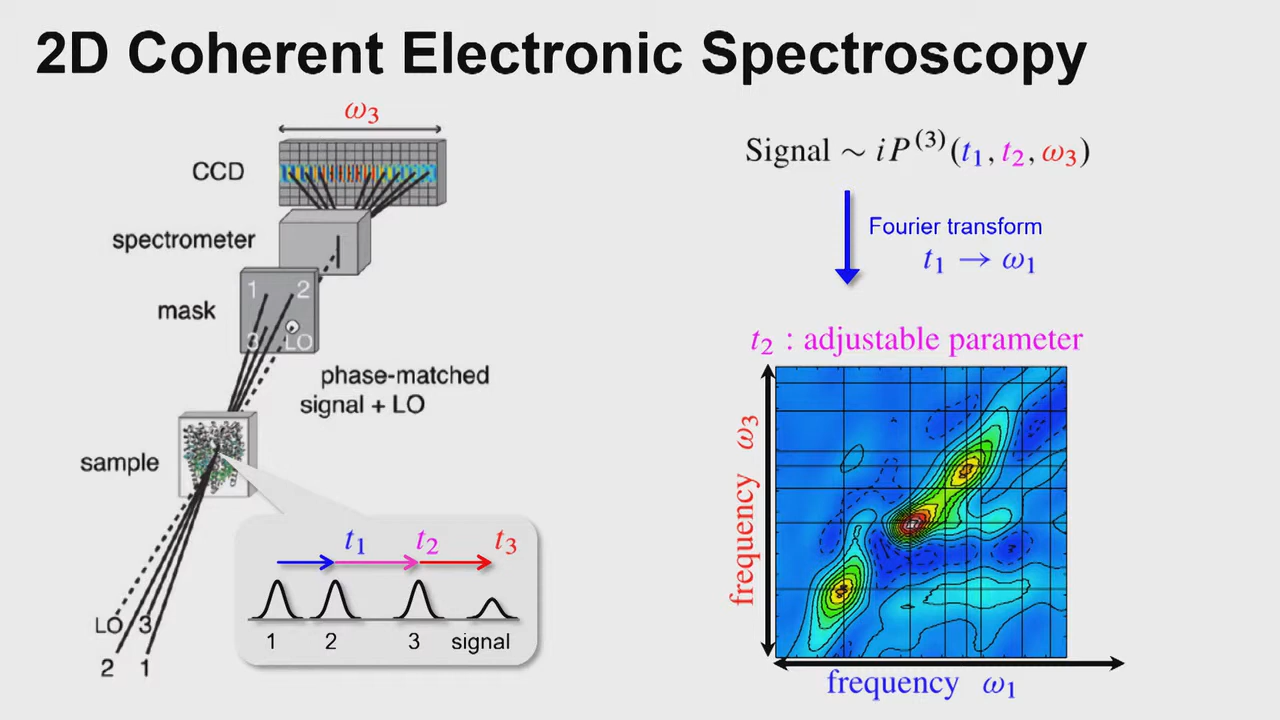 2D Coherent Electronic Spectroscopy
ω₃
CCD
spectrometer
1 2
mask
3 LO
phase-matched
signal + LO
sample
t₁ t₂ t₃
1 2 3 signal
LO 3
2 1
Signal ~ iP⁽³⁾(t₁, t₂, ω₃)
Fourier transform
t₁ → ω₁
t₂ : adjustable parameter
frequency ω₃
frequency ω₁